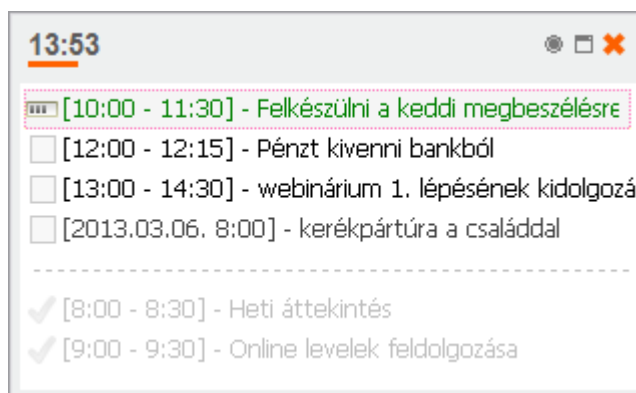 13:53
[10:00 - 11:30] - Felkészülni a keddi megbeszélésre
[12:00 - 12:15] - Pénzt kivenni bankból
[13:00 - 14:30] - webinárium 1. lépésének kidolgozá
[2013.03.06. 8:00] - kerékpártúra a családdal
[8:00 - 8:30] - Heti áttekintés
[9:00 - 9:30] - Online levelek feldolgozása